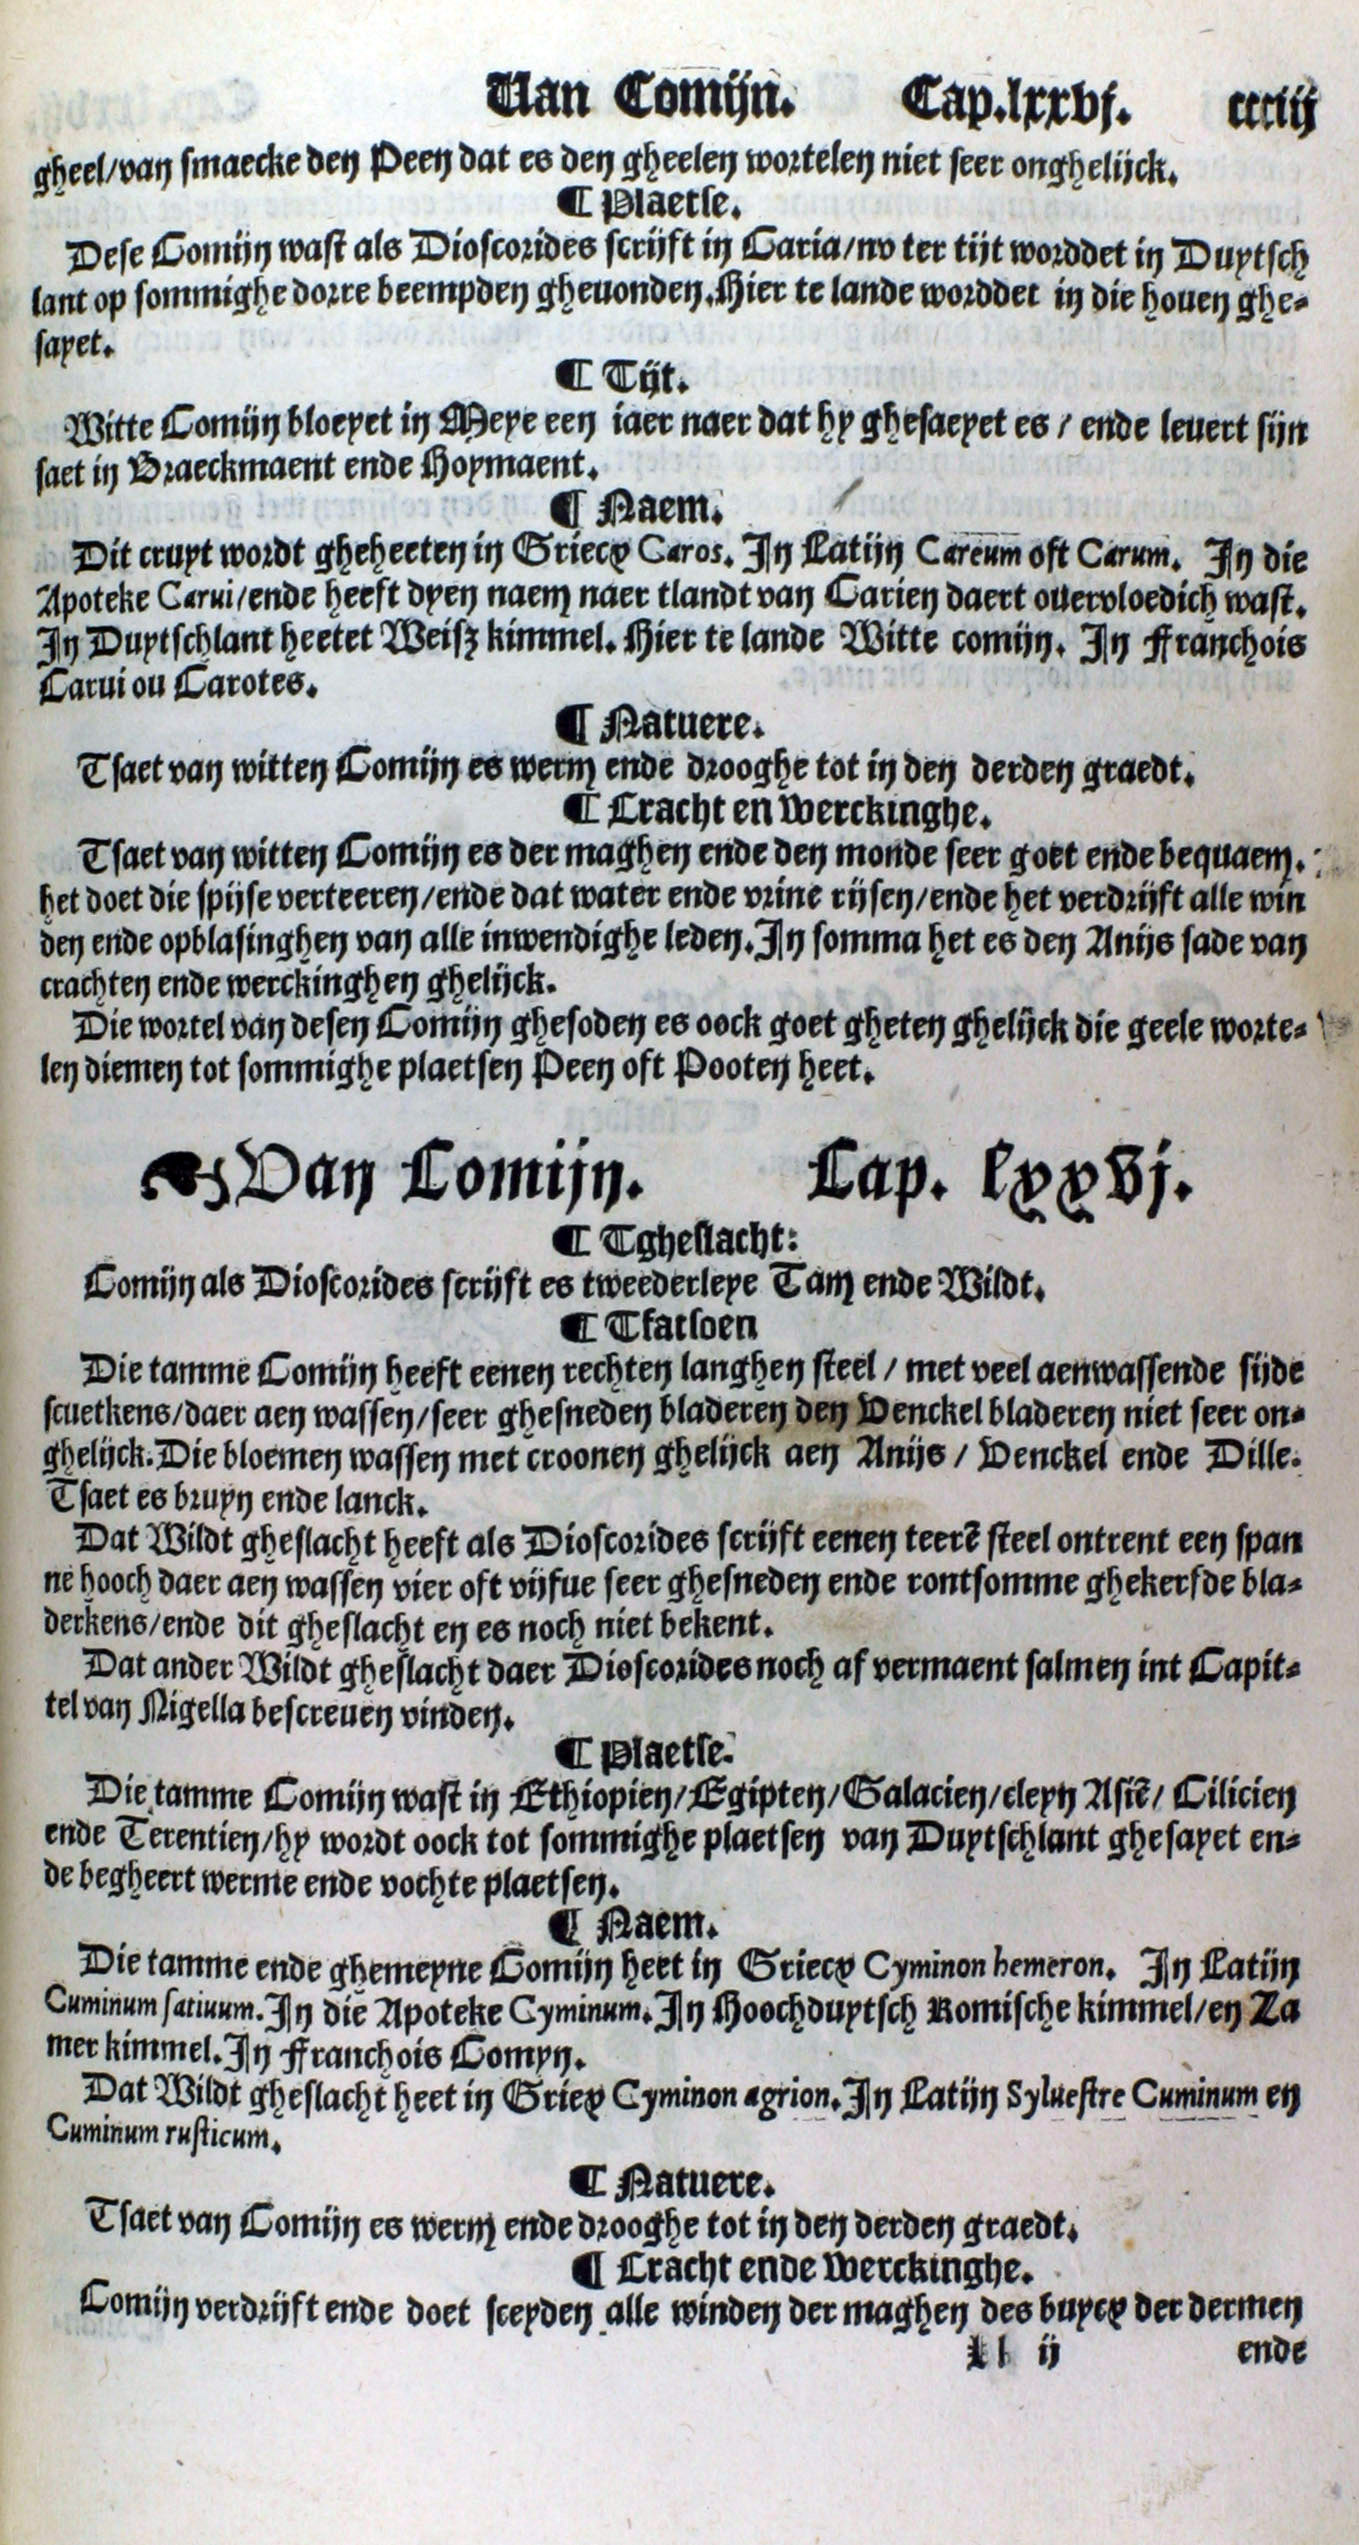 Van Comijn. Cap.lxxvj. cccciij
gheel/van smaecke den Peen dat es den gheelen wortelen niet seer onghelijck.
¶ Plaetse.
Dese Comijn wast als Dioscorides scrijft in Caria/nv ter tijt worddet in Duytsch
lant op sommighe dorre beempden gheuonden. Hier te lande worddet in die houen ghe-
sayet.
¶ Tijt.
Witte Comijn bloeyet in Meye een iaer naer dat hy ghesaeyet es / ende leuert sijn
saet in Braeckmaent ende Hoymaent.
¶ Naem.
Dit cruyt wordt gheheeten in Griecx Caros. In Latijn Careum oft Carum. In die
Apoteke Carui/ende heeft dyen naem naer tlandt van Carien daert ouervloedich wast.
In Duytschlant heetet Weisz kimmel. Hier te lande Witte comijn. In Franchois
Carui ou Carotes.
¶ Natuere.
Tsaet van witten Comijn es werm ende drooghe tot in den derden graedt.
¶ Cracht en Werckinghe.
Tsaet van witten Comijn es der maghen ende den monde seer goet ende bequaem.
het doet die spijse verteeren/ende dat water ende vrine rijsen/ende het verdrijft alle win
den ende opblasinghen van alle inwendighe leden. In somma het es den Anijs sade van
crachten ende werckinghen ghelijck.
Die wortel van desen Comijn ghesoden es oock goet gheten ghelijck die geele worte-
len diemen tot sommighe plaetsen Peen oft Pooten heet.
Van Comijn. Cap. lxxvj.
¶ Tgheslacht:
Comijn als Dioscorides scrijft es tweederleye Tam ende Wildt.
¶ Tfatsoen
Die tamme Comijn heeft eenen rechten langhen steel / met veel aenwassende sijde
scuetkens/daer aen wassen/seer ghesneden bladeren den Venckel bladeren niet seer on-
ghelijck. Die bloemen wassen met croonen ghelijck aen Anijs / Venckel ende Dille.
Tsaet es bruyn ende lanck.
Dat Wildt gheslacht heeft als Dioscorides scrijft eenen teerē steel ontrent een span
ne hooch daer aen wassen vier oft vijfue seer ghesneden ende rontsomme ghekerfde bla-
derkens/ende dit gheslacht en es noch niet bekent.
Dat ander Wildt gheslacht daer Dioscorides noch af vermaent salmen int Capit-
tel van Nigella bescreuen vinden.
¶ Plaetse.
Die tamme Comijn wast in Ethiopien/Egipten/Galacien/cleyn Asiē/ Cilicien
ende Terentien/hy wordt oock tot sommighe plaetsen van Duytschlant ghesayet en-
de begheert werme ende vochte plaetsen.
¶ Naem.
Die tamme ende ghemeyne Comijn heet in Griecx Cyminon hemeron. In Latijn
Cuminum satiuum. In die Apoteke Cyminum. In Hoochduytsch Romische kimmel/en Za
mer kimmel. In Franchois Comyn.
Dat Wildt gheslacht heet in Griex Cyminon agrion. In Latijn Syluestre Cuminum en
Cuminum rusticum.
¶ Natuere.
Tsaet van Comijn es werm ende drooghe tot in den derden graedt.
¶ Cracht ende Werckinghe.
Comijn verdrijft ende doet sceyden alle winden der maghen des buycx der dermen
Ll ij ende